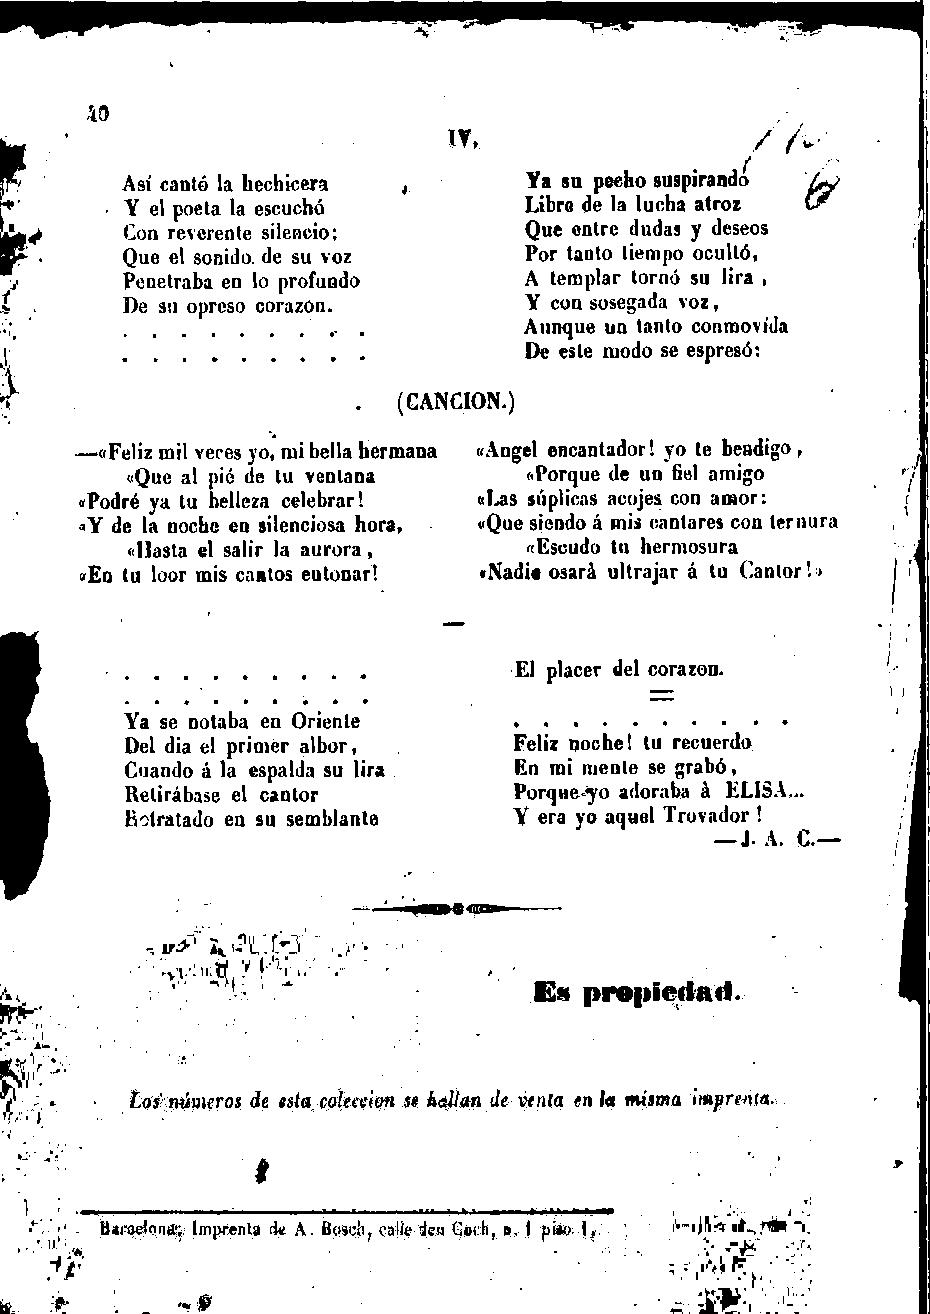 40
IV,
Así cantó la hechicera
Y el poeta la escuchó
Con reverente silencio;
Que el sonido de su voz
Penetraba en lo profundo
De su opreso corazon.
. . . . . . . . .
. . . . . . . . .
Ya su pecho suspirando
Libre de la lucha atroz
Que entre dudas y deseos
Por tanto tiempo ocultó,
A templar tornó su lira ,
Y con sosegada voz,
Aunque un tanto conmovida
De este modo se espresó:
(CANCION.)
—«Feliz mil veces yo, mi bella hermana
«Que al pié de tu ventana
«Podré ya tu belleza celebrar!
«Y de la noche en silenciosa hora,
«Hasta el salir la aurora,
«En tu loor mis cantos entonar!
«Angel encantador! yo te bendigo,
«Porque de un fiel amigo
«Las súplicas acojes con amor:
«Que siendo á mis cantares con ternura
«Escudo tu hermosura
«Nadie osarà ultrajar á tu Cantor!»
—
. . . . . . . . .
. . . . . . . . .
Ya se notaba en Oriente
Del dia el primer albor,
Cuando á la espalda su lira
Retirábase el cantor
Retratado en su semblante
El placer del corazon.
=
. . . . . . . . . .
Feliz noche! tu recuerdo
En mi mente se grabó,
Porque yo adoraba à ELISA...
Y era yo aquel Trovador!
—J. A. C.—
Es propiedad.
Los números de esta coleccion se hallan de venta en la misma imprenta.
Barcelona: Imprenta de A. Bosch, calle den Guch, n. 1 piso 1,